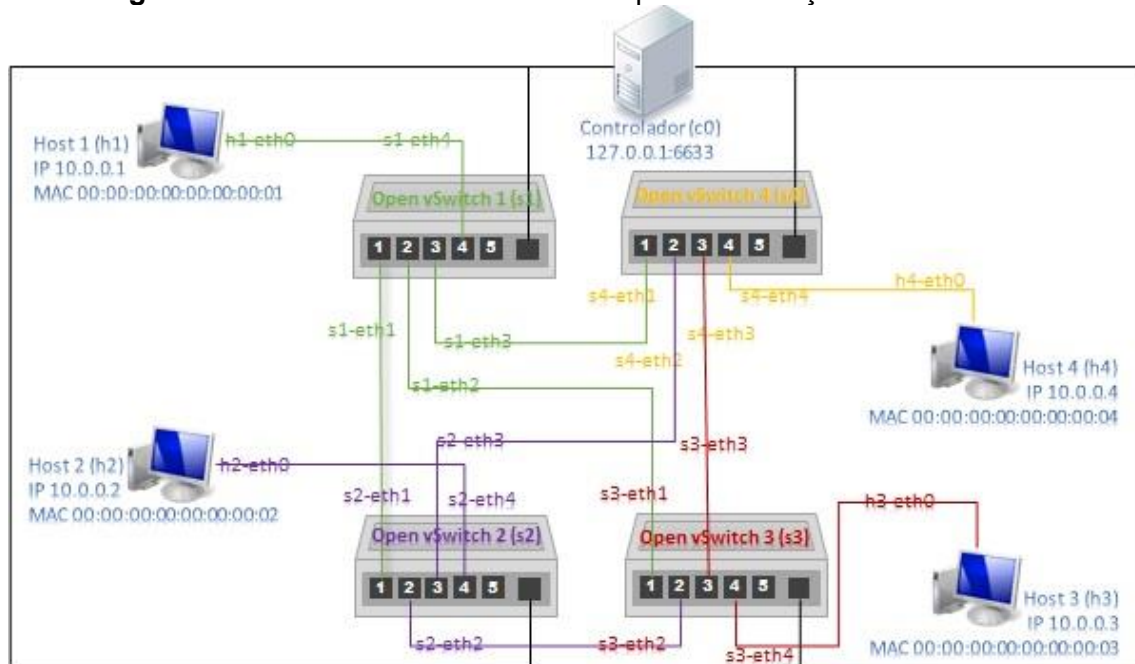 Controlador (c0)
127.0.0.1:6633
Host 1 (h1)
IP 10.0.0.1
MAC 00:00:00:00:00:00:00:01
h1-eth0
s1-eth4
Open vSwitch 1 (s1)
1 2 3 4 5
Open vSwitch 4 (s4)
1 2 3 4 5
s1-eth1
s1-eth3
s1-eth2
s4-eth1
s4-eth2
s4-eth3
s4-eth4
h4-eth0
Host 4 (h4)
IP 10.0.0.4
MAC 00:00:00:00:00:00:00:04
Host 2 (h2)
IP 10.0.0.2
MAC 00:00:00:00:00:00:00:02
h2-eth0
s2-eth3
s2-eth1
s2-eth4
s3-eth3
s3-eth1
h3-eth0
Open vSwitch 2 (s2)
1 2 3 4 5
Open vSwitch 3 (s3)
1 2 3 4 5
s2-eth2
s3-eth2
s3-eth4
Host 3 (h3)
IP 10.0.0.3
MAC 00:00:00:00:00:00:00:03